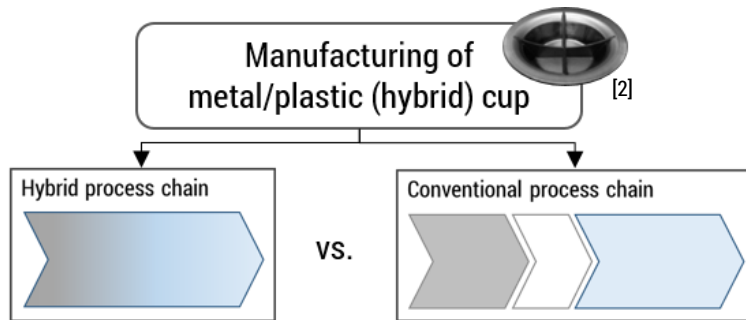 Manufacturing of
metal/plastic (hybrid) cup
[2]
Hybrid process chain
vs.
Conventional process chain